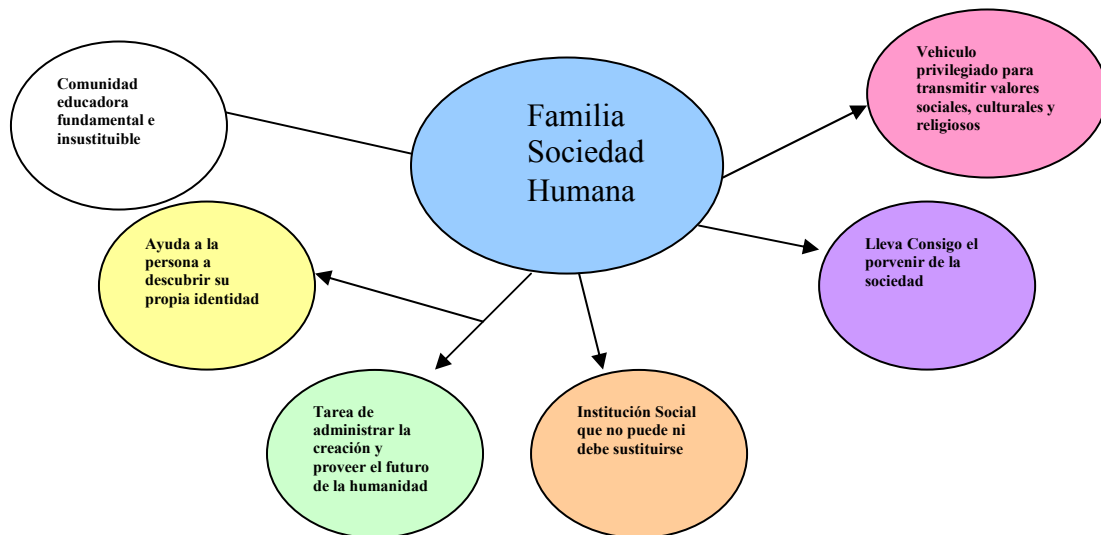 Comunidad
educadora
fundamental e
insustituible
Familia
Sociedad
Humana
Vehiculo
privilegiado para
transmitir valores
sociales, culturales y
religiosos
Ayuda a la
persona a
descubrir su
propia identidad
Lleva Consigo el
porvenir de la
sociedad
Tarea de
administrar la
creación y
proveer el futuro
de la humanidad
Institución Social
que no puede ni
debe sustituirse